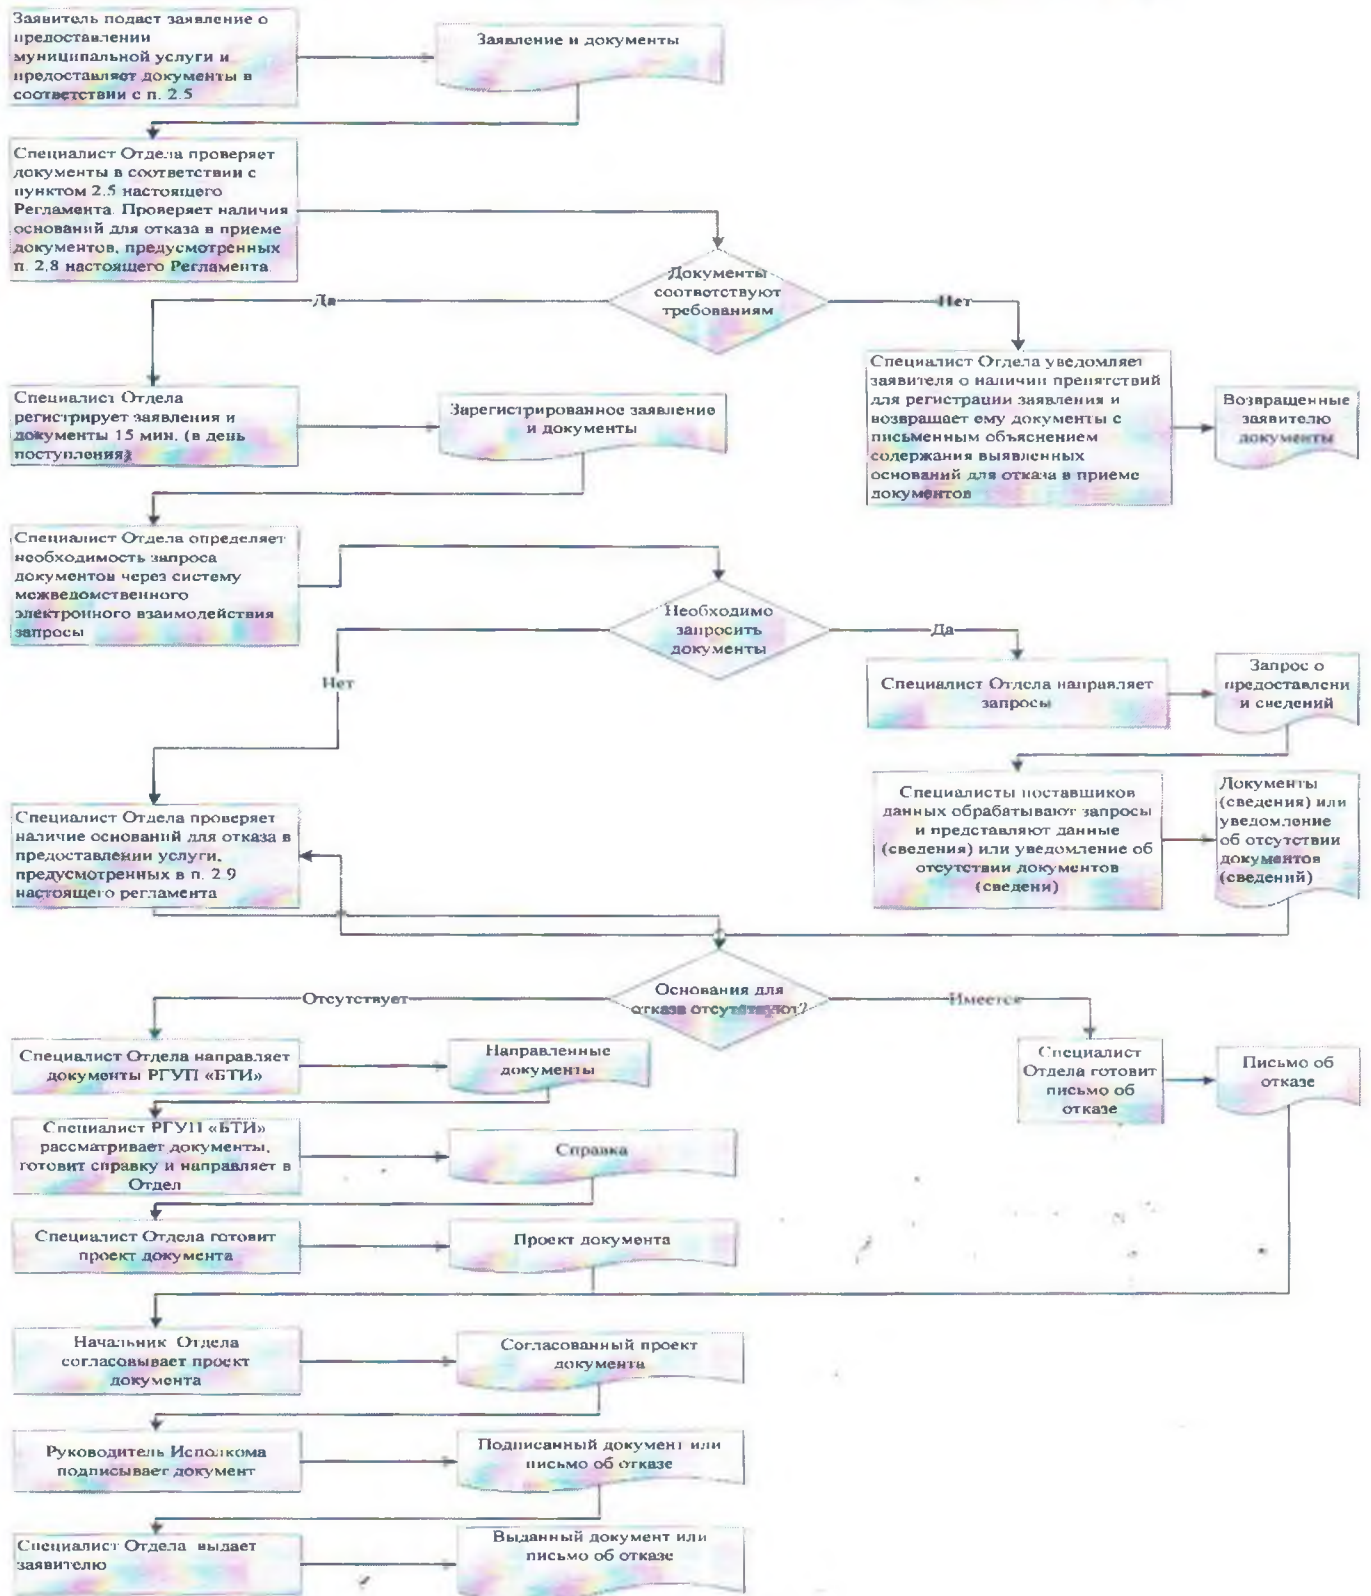 Заявитель подаст заявление о
предоставлении
муниципальной услуги и
предоставляет документы в
соответствии с п. 2.5
Заявление и документы
Специалист Отдела проверяет
документы в соответствии с
пунктом 2.5 настоящего
Регламента. Проверяет наличия
оснований для отказа в приеме
документов, предусмотренных
п. 2.8 настоящего Регламента.
Документы
соответствуют
требованиям
Да
Нет
Специалист Отдела
регистрирует заявления и
документы 15 мин. (в день
поступления)
Зарегистрированное заявление
и документы
Специалист Отдела уведомляет
заявителя о наличии препятствий
для регистрации заявления и
возвращает ему документы с
письменным объяснением
содержания выявленных
оснований для отказа в приеме
документов
Возвращенные
заявителю
документы
Специалист Отдела определяет
необходимость запроса
документов через систему
межведомственного
электронного взаимодействия
запросы
Необходимо
запросить
документы
Да
Нет
Специалист Отдела направляет
запросы
Запрос о
предоставлени
и сведений
Специалисты поставщиков
данных обрабатывают запросы
и представляют данные
(сведения) или уведомление об
отсутствии документов
(сведени)
Документы
(сведения) или
уведомление
об отсутствии
документов
(сведений)
Специалист Отдела проверяет
наличие оснований для отказа в
предоставлении услуги,
предусмотренных в п. 2.9
настоящего регламента
Основания для
отказа отсутствуют?
Отсутствует
Имеется
Специалист Отдела направляет
документы РГУП «БТИ»
Направленные
документы
Специалист
Отдела готовит
письмо об
отказе
Письмо об
отказе
Специалист РГУП «БТИ»
рассматривает документы,
готовит справку и направляет в
Отдел
Справка
Специалист Отдела готовит
проект документа
Проект документа
Начальник Отдела
согласовывает проект
документа
Согласованный проект
документа
Руководитель Исполкома
подписывает документ
Подписанный документ или
письмо об отказе
Специалист Отдела выдает
заявителю
Выданный документ или
письмо об отказе